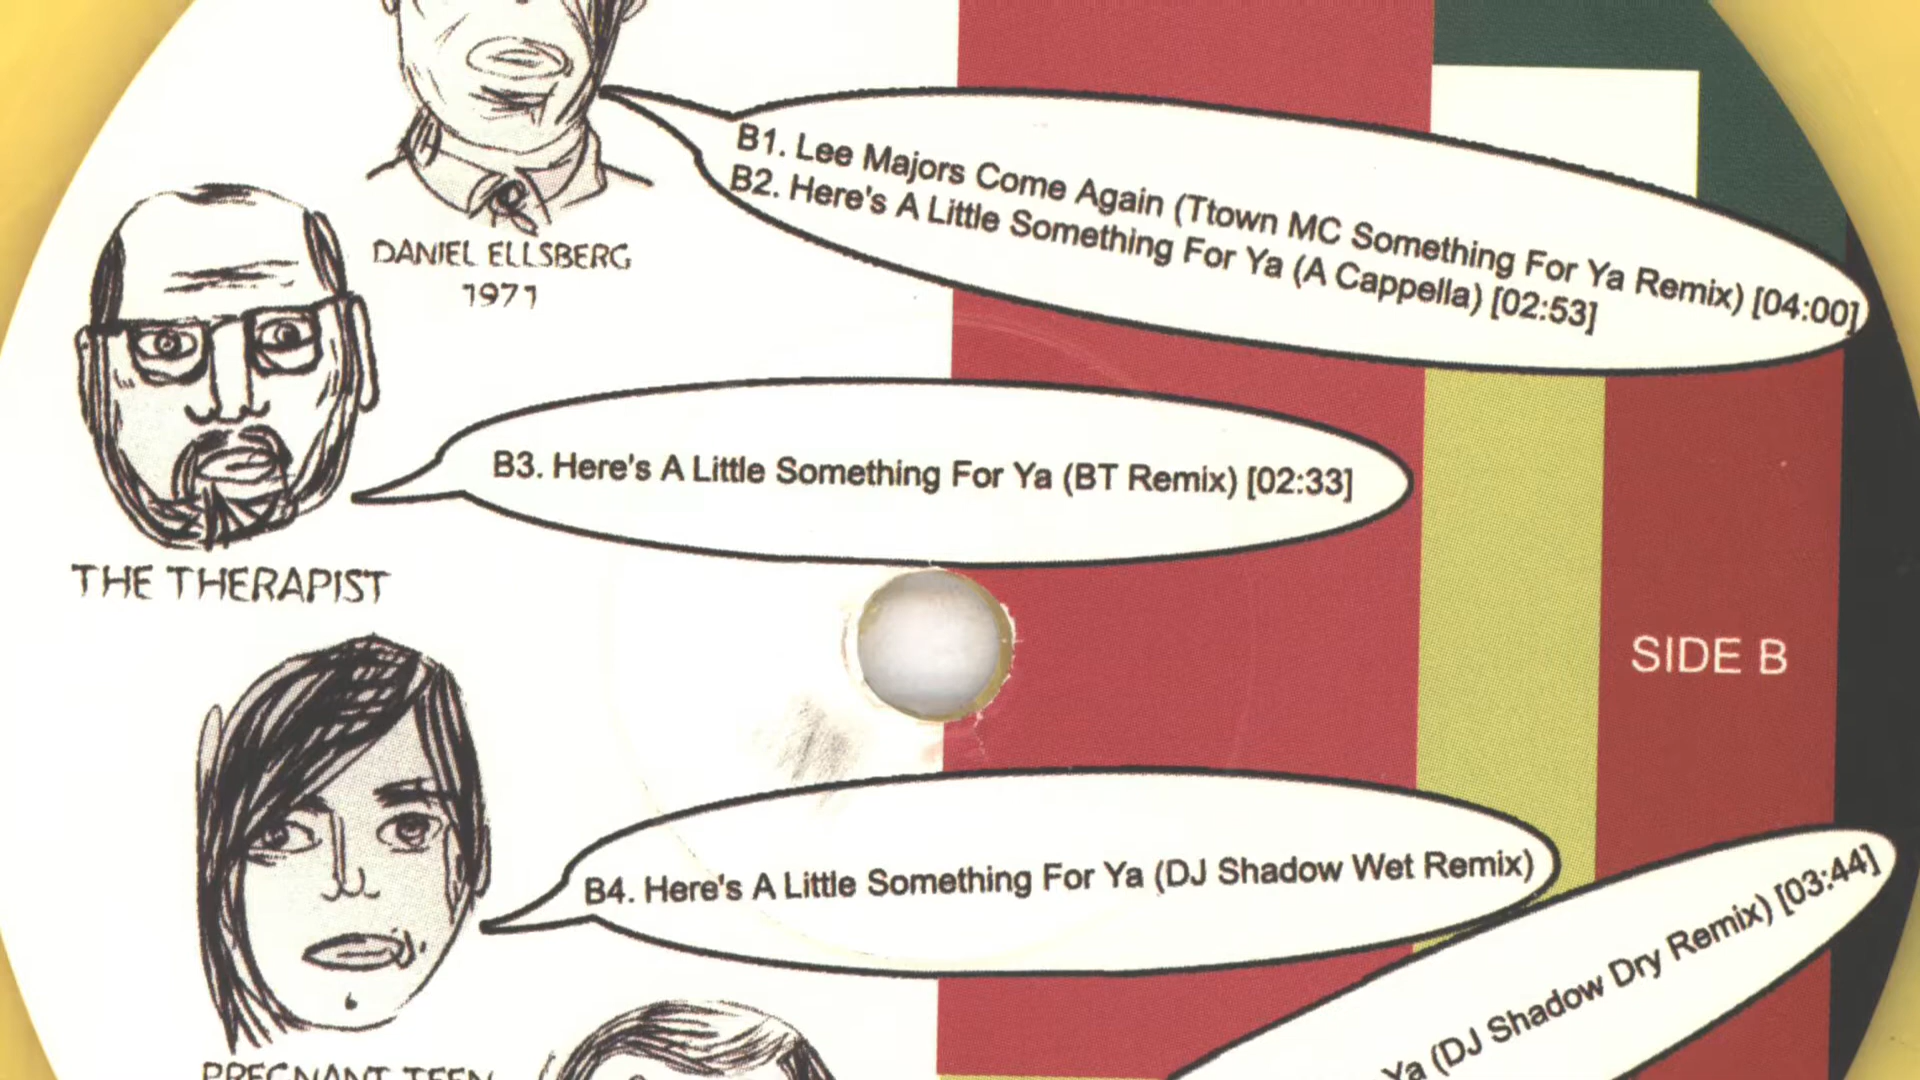 B1. Lee Majors Come Again (Ttown MC Something For Ya Remix) [04:00]
B2. Here's A Little Something For Ya (A Cappella) [02:53]
DANIEL ELLSBERG
1971
B3. Here's A Little Something For Ya (BT Remix) [02:33]
THE THERAPIST
SIDE B
B4. Here's A Little Something For Ya (DJ Shadow Wet Remix)
Ya (DJ Shadow Dry Remix) [03:44]
PREGNANT TEEN